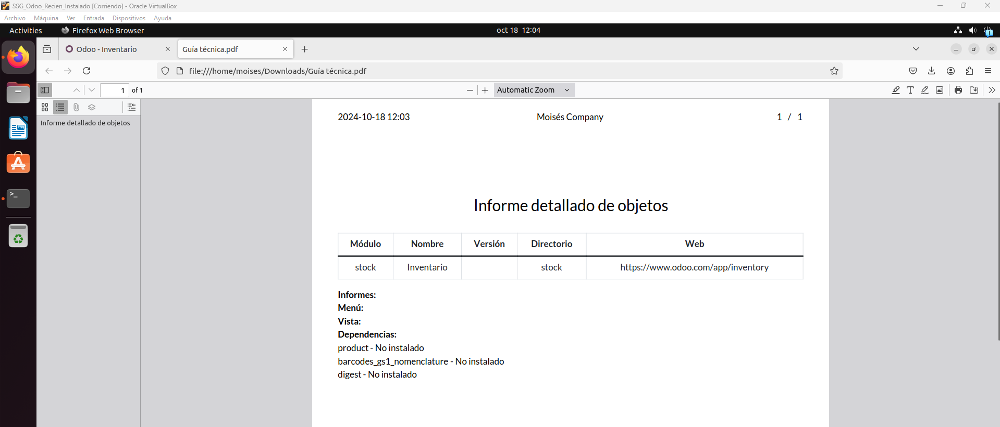 SSG_Odoo_Recien_Instalado [Corriendo] - Oracle VirtualBox
Archivo Máquina Ver Entrada Dispositivos Ayuda
Activities Firefox Web Browser oct 18 12:04
Odoo - Inventario Guía técnica.pdf
file:///home/moises/Downloads/Guía técnica.pdf
1 of 1 Automatic Zoom
Informe detallado de objetos
2024-10-18 12:03 Moisés Company 1 / 1
Informe detallado de objetos
Módulo Nombre Versión Directorio Web
stock Inventario stock https://www.odoo.com/app/inventory
Informes:
Menú:
Vista:
Dependencias:
product - No instalado
barcodes_gs1_nomenclature - No instalado
digest - No instalado